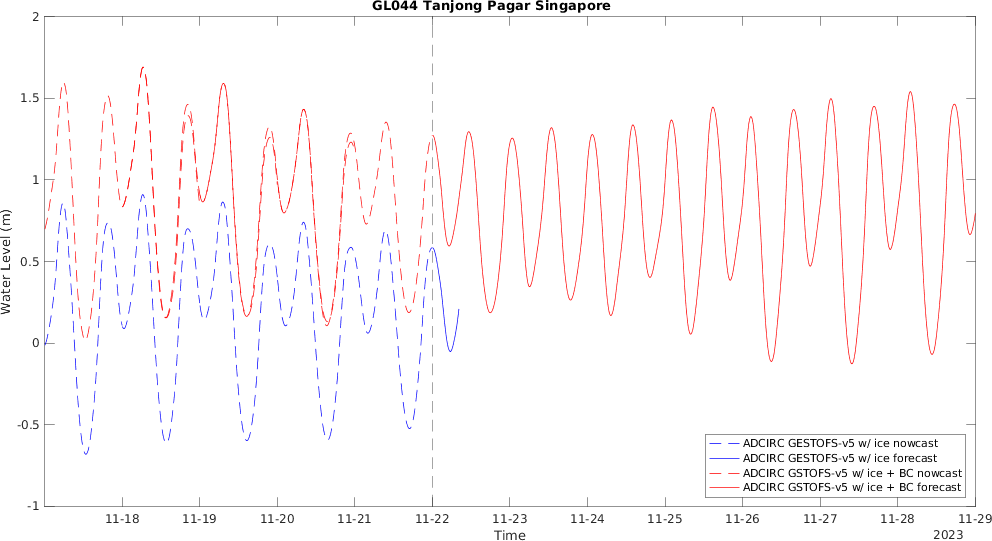 GL044 Tanjong Pagar Singapore
2
1.5
1
0.5
0
-0.5
-1
Water Level (m)
11-18 11-19 11-20 11-21 11-22 11-23 11-24 11-25 11-26 11-27 11-28 11-29
Time
2023
ADCIRC GESTOFS-v5 w/ ice nowcast
ADCIRC GESTOFS-v5 w/ ice forecast
ADCIRC GSTOFS-v5 w/ ice + BC nowcast
ADCIRC GSTOFS-v5 w/ ice + BC forecast